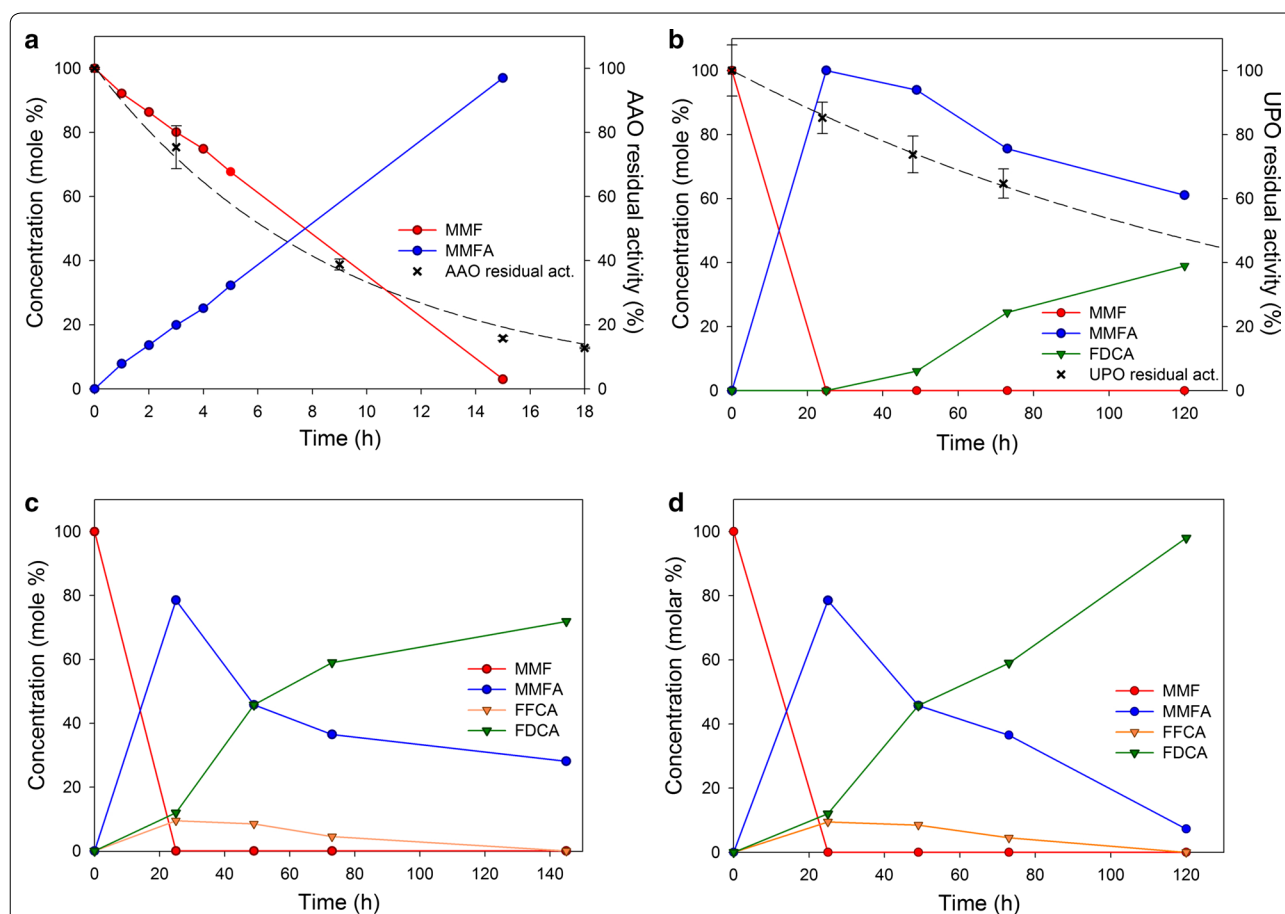 a
Concentration (mole %)
100
80
60
40
20
0
MMF
MMFA
AAO residual act.
100
80
60
40
20
0
AAO residual activity (%)
0 2 4 6 8 10 12 14 16 18
Time (h)
b
Concentration (mole %)
100
80
60
40
20
0
MMF
MMFA
FDCA
UPO residual act.
100
80
60
40
20
0
UPO residual activity (%)
0 20 40 60 80 100 120
Time (h)
c
Concentration (mole %)
100
80
60
40
20
0
MMF
MMFA
FFCA
FDCA
0 20 40 60 80 100 120 140
Time (h)
d
Concentration (molar %)
100
80
60
40
20
0
MMF
MMFA
FFCA
FDCA
0 20 40 60 80 100 120
Time (h)